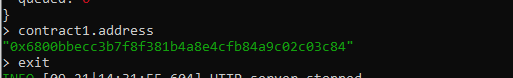 }
> contract1.address
"0x6800bbecc3b7f8f381b4a8e4cfb84a9c02c03c84"
> exit